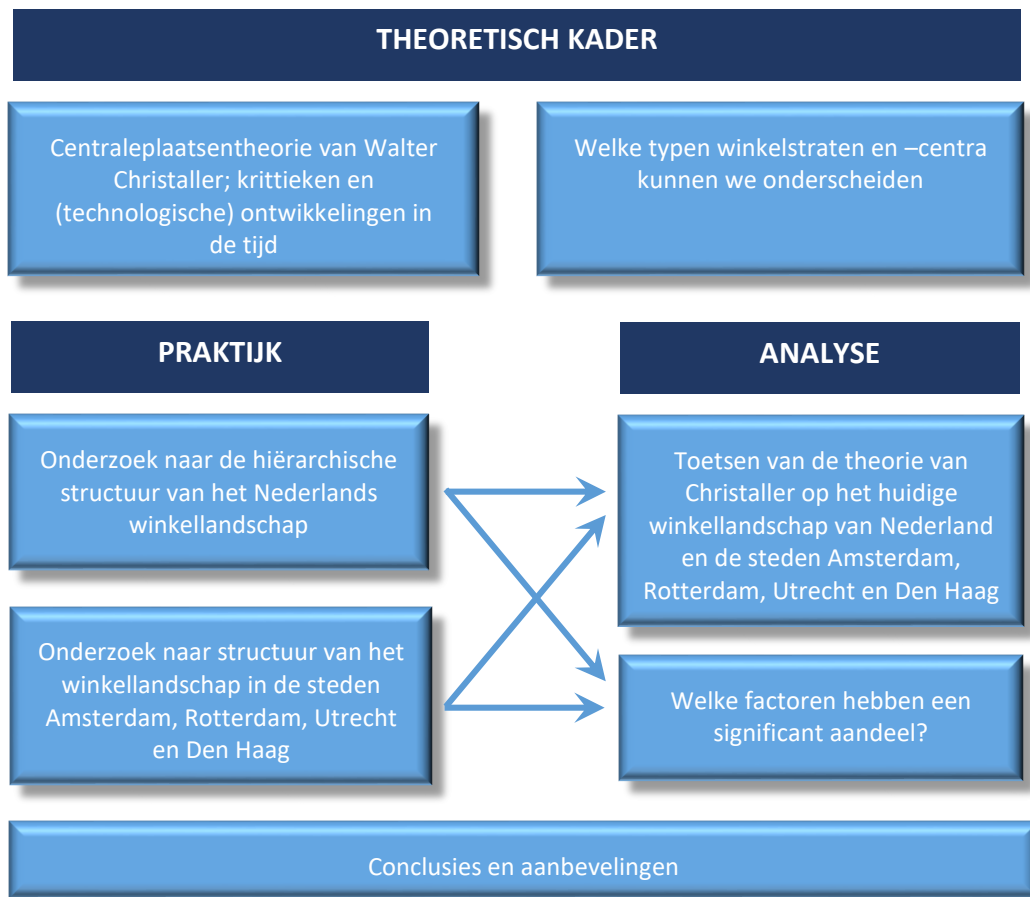 THEORETISCH KADER
Centraleplaatsentheorie van Walter
Christaller; krittieken en
(technologische) ontwikkelingen in
de tijd
Welke typen winkelstraten en –centra
kunnen we onderscheiden
PRAKTIJK
Onderzoek naar de hiërarchische
structuur van het Nederlands
winkellandschap
Onderzoek naar structuur van het
winkellandschap in de steden
Amsterdam, Rotterdam, Utrecht
en Den Haag
ANALYSE
Toetsen van de theorie van
Christaller op het huidige
winkellandschap van Nederland
en de steden Amsterdam,
Rotterdam, Utrecht en Den Haag
Welke factoren hebben een
significant aandeel?
Conclusies en aanbevelingen